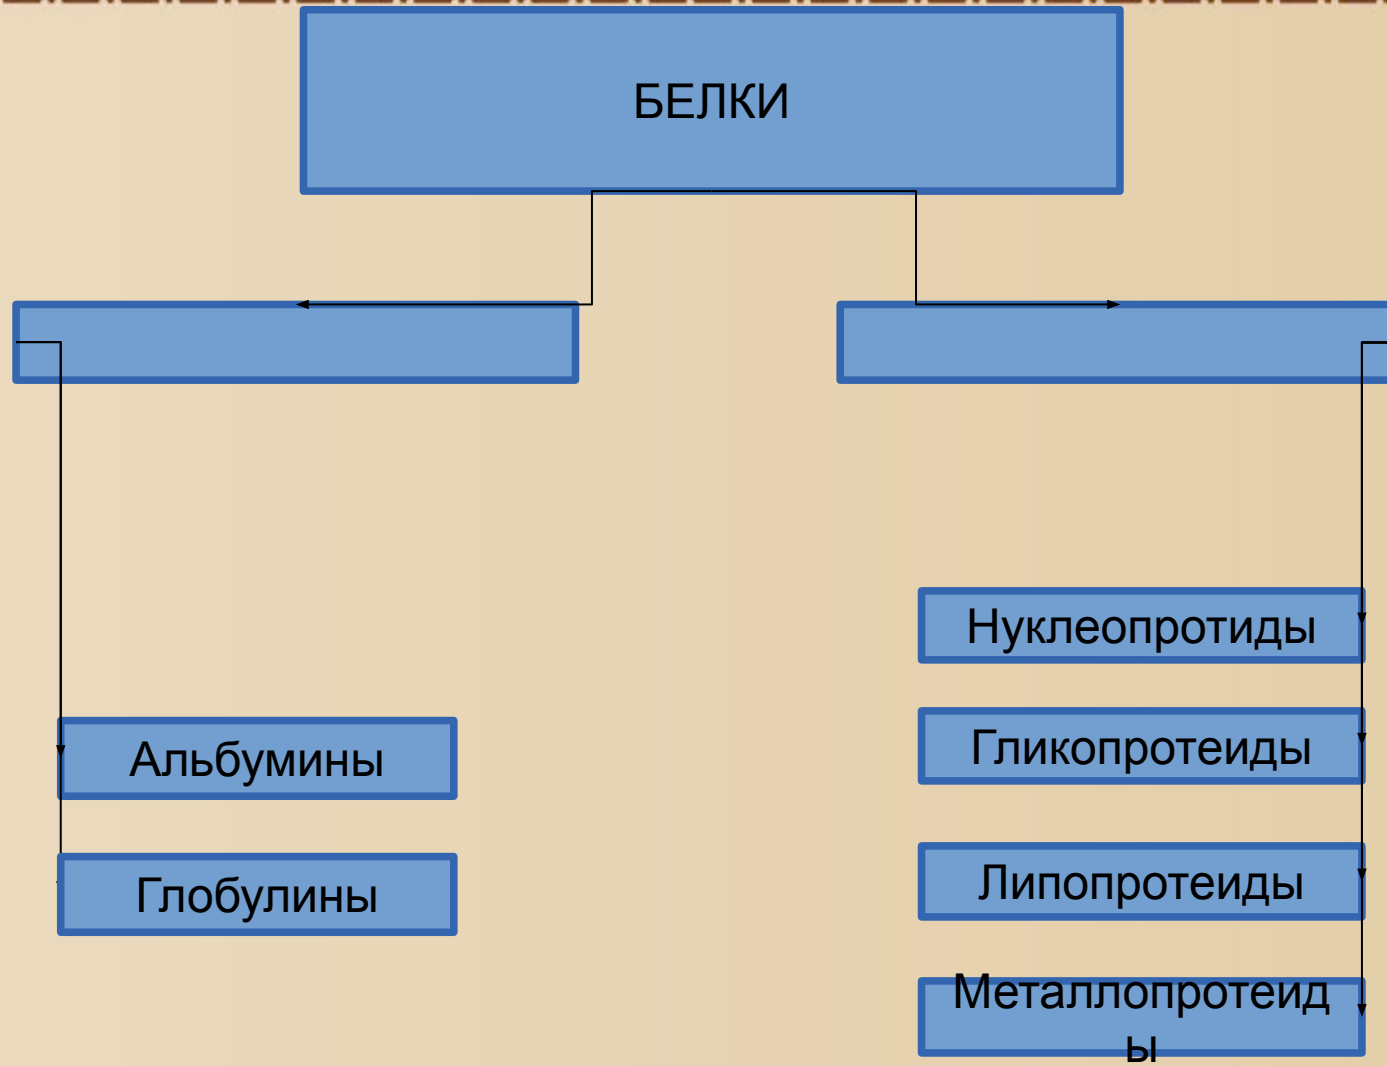 БЕЛКИ
Альбумины
Глобулины
Нуклеопротиды
Гликопротеиды
Липопротеиды
Металлопротеид
ы